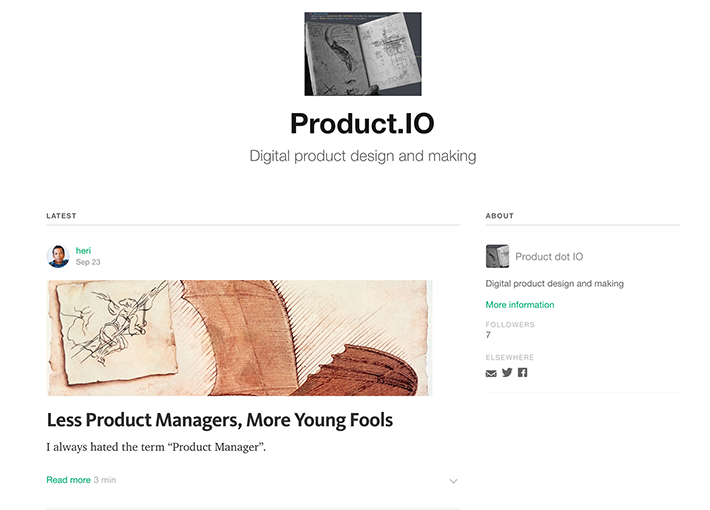 Product.IO
Digital product design and making
LATEST
heri
Sep 23
Less Product Managers, More Young Fools
I always hated the term “Product Manager”.
Read more 3 min
ABOUT
Product dot IO
Digital product design and making
More information
FOLLOWERS
7
ELSEWHERE